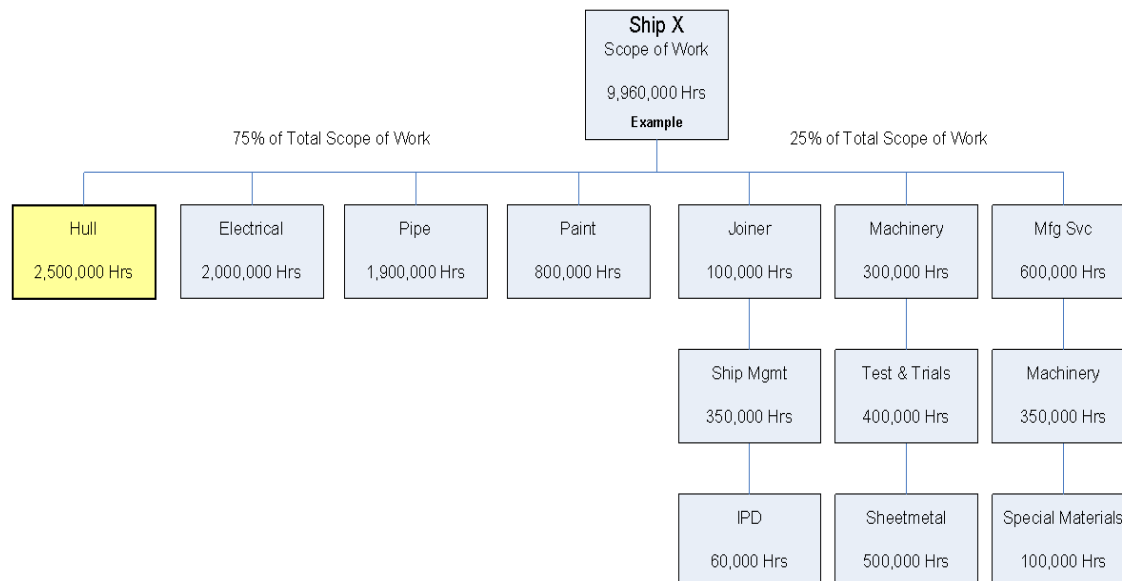 Ship X
Scope of Work
9,960,000 Hrs
Example
75% of Total Scope of Work
25% of Total Scope of Work
Hull
2,500,000 Hrs
Electrical
2,000,000 Hrs
Pipe
1,900,000 Hrs
Paint
800,000 Hrs
Joiner
100,000 Hrs
Machinery
300,000 Hrs
Mfg Svc
600,000 Hrs
Ship Mgmt
350,000 Hrs
Test & Trials
400,000 Hrs
Machinery
350,000 Hrs
IPD
60,000 Hrs
Sheetmetal
500,000 Hrs
Special Materials
100,000 Hrs